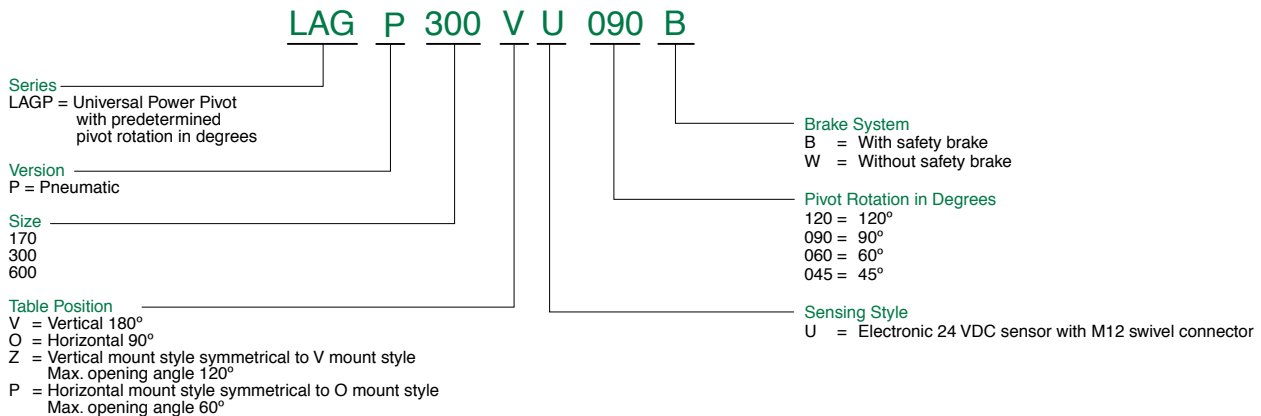 LAG P 300 V U 090 B
Series
LAGP = Universal Power Pivot
with predetermined
pivot rotation in degrees
Version
P = Pneumatic
Size
170
300
600
Table Position
V = Vertical 180º
O = Horizontal 90º
Z = Vertical mount style symmetrical to V mount style
Max. opening angle 120º
P = Horizontal mount style symmetrical to O mount style
Max. opening angle 60º
Brake System
B = With safety brake
W = Without safety brake
Pivot Rotation in Degrees
120 = 120º
090 = 90º
060 = 60º
045 = 45º
Sensing Style
U = Electronic 24 VDC sensor with M12 swivel connector